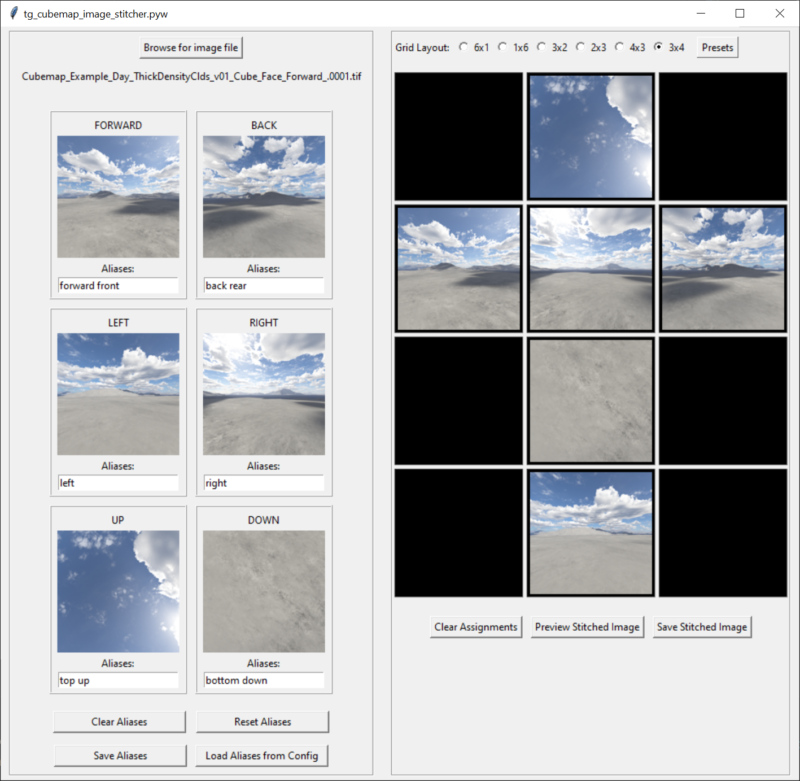 tg_cubemap_image_stitcher.pyw
Browse for image file
Cubemap_Example_Day_ThickDensityClds_v01_Cube_Face_Forward_.0001.tif
FORWARD
BACK
Aliases:
Aliases:
forward front
back rear
LEFT
RIGHT
Aliases:
Aliases:
left
right
UP
DOWN
Aliases:
Aliases:
top up
bottom down
Clear Aliases
Reset Aliases
Save Aliases
Load Aliases from Config
Grid Layout: 6x1 1x6 3x2 2x3 4x3 3x4 Presets
Clear Assignments
Preview Stitched Image
Save Stitched Image